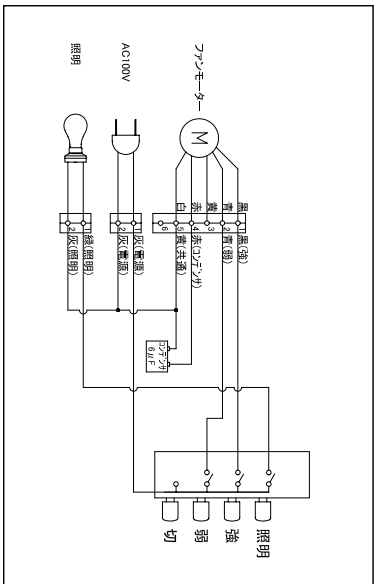 ファンモーター
M
黒
青
黄
赤
白
1 黒(強)
2 青(弱)
3
4 赤(コンデンサ)
5 黄(共通)
6
コンデンサ
6μF
AC100V
1 灰(電源)
2 灰(電源)
照明
1 緑(照明)
2 灰(照明)
照明
強
弱
切